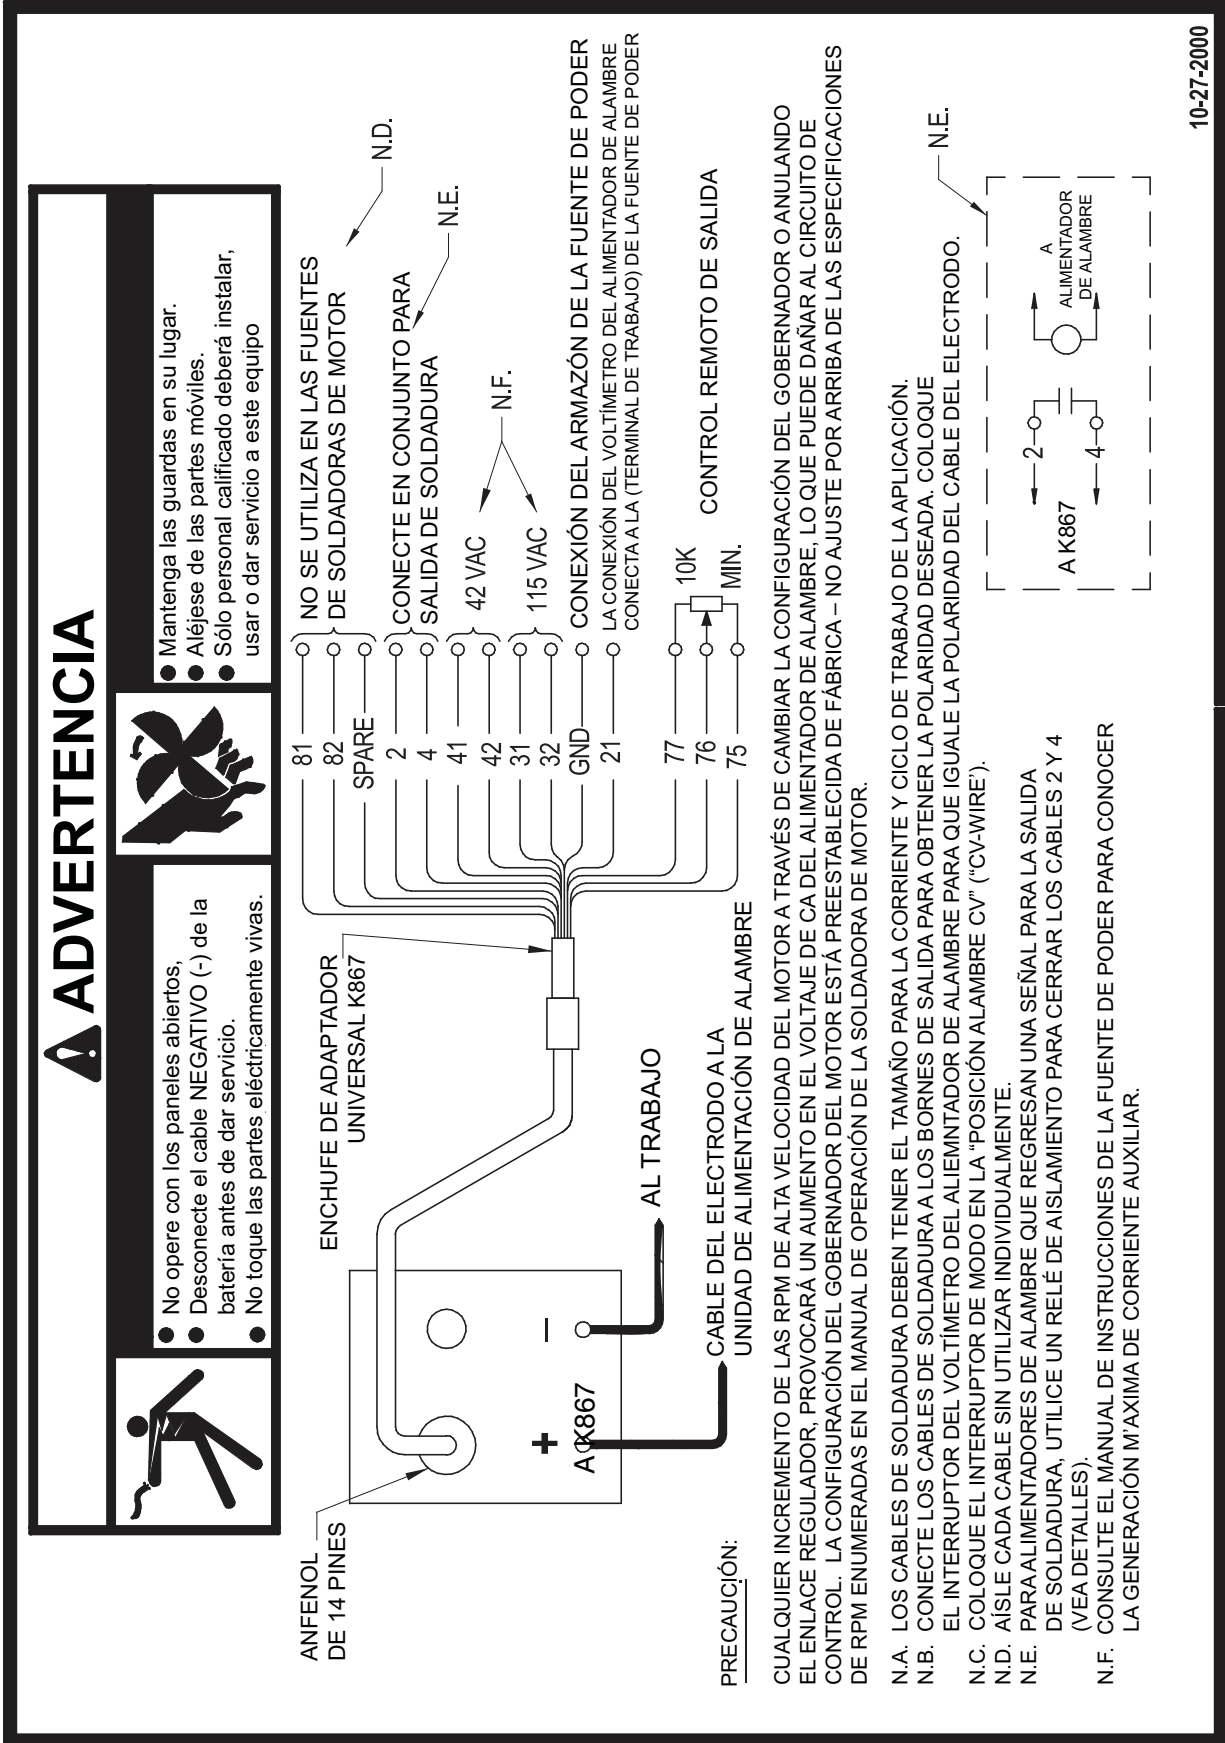 ADVERTENCIA
No opere con los paneles abiertos,
Desconecte el cable NEGATIVO (-) de la
batería antes de dar servicio.
No toque las partes eléctricamente vivas.
Mantenga las guardas en su lugar.
Aléjese de las partes móviles.
Sólo personal calificado deberá instalar,
usar o dar servicio a este equipo
ANFENOL
DE 14 PINES
ENCHUFE DE ADAPTADOR
UNIVERSAL K867
81
82
SPARE
2
4
41
42
31
32
GND
21
77
76
75
NO SE UTILIZA EN LAS FUENTES
DE SOLDADORAS DE MOTOR
N.D.
CONECTE EN CONJUNTO PARA
SALIDA DE SOLDADURA
N.E.
42 VAC
115 VAC
N.F.
CONEXIÓN DEL ARMAZÓN DE LA FUENTE DE PODER
LA CONEXIÓN DEL VOLTÍMETRO DEL ALIMENTADOR DE ALAMBRE
CONECTA A LA (TERMINAL DE TRABAJO) DE LA FUENTE DE PODER
10K
MIN.
CONTROL REMOTO DE SALIDA
+
−
A K867
AL TRABAJO
CABLE DEL ELECTRODO A LA
UNIDAD DE ALIMENTACIÓN DE ALAMBRE
PRECAUCIÓN:
CUALQUIER INCREMENTO DE LAS RPM DE ALTA VELOCIDAD DEL MOTOR A TRAVÉS DE CAMBIAR LA CONFIGURACIÓN DEL GOBERNADOR O ANULANDO
EL ENLACE REGULADOR, PROVOCARÁ UN AUMENTO EN EL VOLTAJE DE CA DEL ALIMENTADOR DE ALAMBRE, LO QUE PUEDE DAÑAR AL CIRCUITO DE
CONTROL. LA CONFIGURACIÓN DEL GOBERNADOR DEL MOTOR ESTÁ PREESTABLECIDA DE FÁBRICA – NO AJUSTE POR ARRIBA DE LAS ESPECIFICACIONES
DE RPM ENUMERADAS EN EL MANUAL DE OPERACIÓN DE LA SOLDADORA DE MOTOR.
N.A. LOS CABLES DE SOLDADURA DEBEN TENER EL TAMAÑO PARA LA CORRIENTE Y CICLO DE TRABAJO DE LA APLICACIÓN.
N.B. CONECTE LOS CABLES DE SOLDADURA A LOS BORNES DE SALIDA PARA OBTENER LA POLARIDAD DESEADA. COLOQUE
EL INTERRUPTOR DEL VOLTÍMETRO DEL ALIEMNTADOR DE ALAMBRE PARA QUE IGUALE LA POLARIDAD DEL CABLE DEL ELECTRODO.
N.C. COLOQUE EL INTERRUPTOR DE MODO EN LA “POSICIÓN ALAMBRE CV” (“CV-WIRE’).
N.D. AÍSLE CADA CABLE SIN UTILIZAR INDIVIDUALMENTE.
N.E. PARA ALIMENTADORES DE ALAMBRE QUE REGRESAN UNA SEÑAL PARA LA SALIDA
DE SOLDADURA, UTILICE UN RELÉ DE AISLAMIENTO PARA CERRAR LOS CABLES 2 Y 4
(VEA DETALLES).
N.F. CONSULTE EL MANUAL DE INSTRUCCIONES DE LA FUENTE DE PODER PARA CONOCER
LA GENERACIÓN M’AXIMA DE CORRIENTE AUXILIAR.
N.E.
A K867
2
4
A
ALIMENTADOR
DE ALAMBRE
10-27-2000